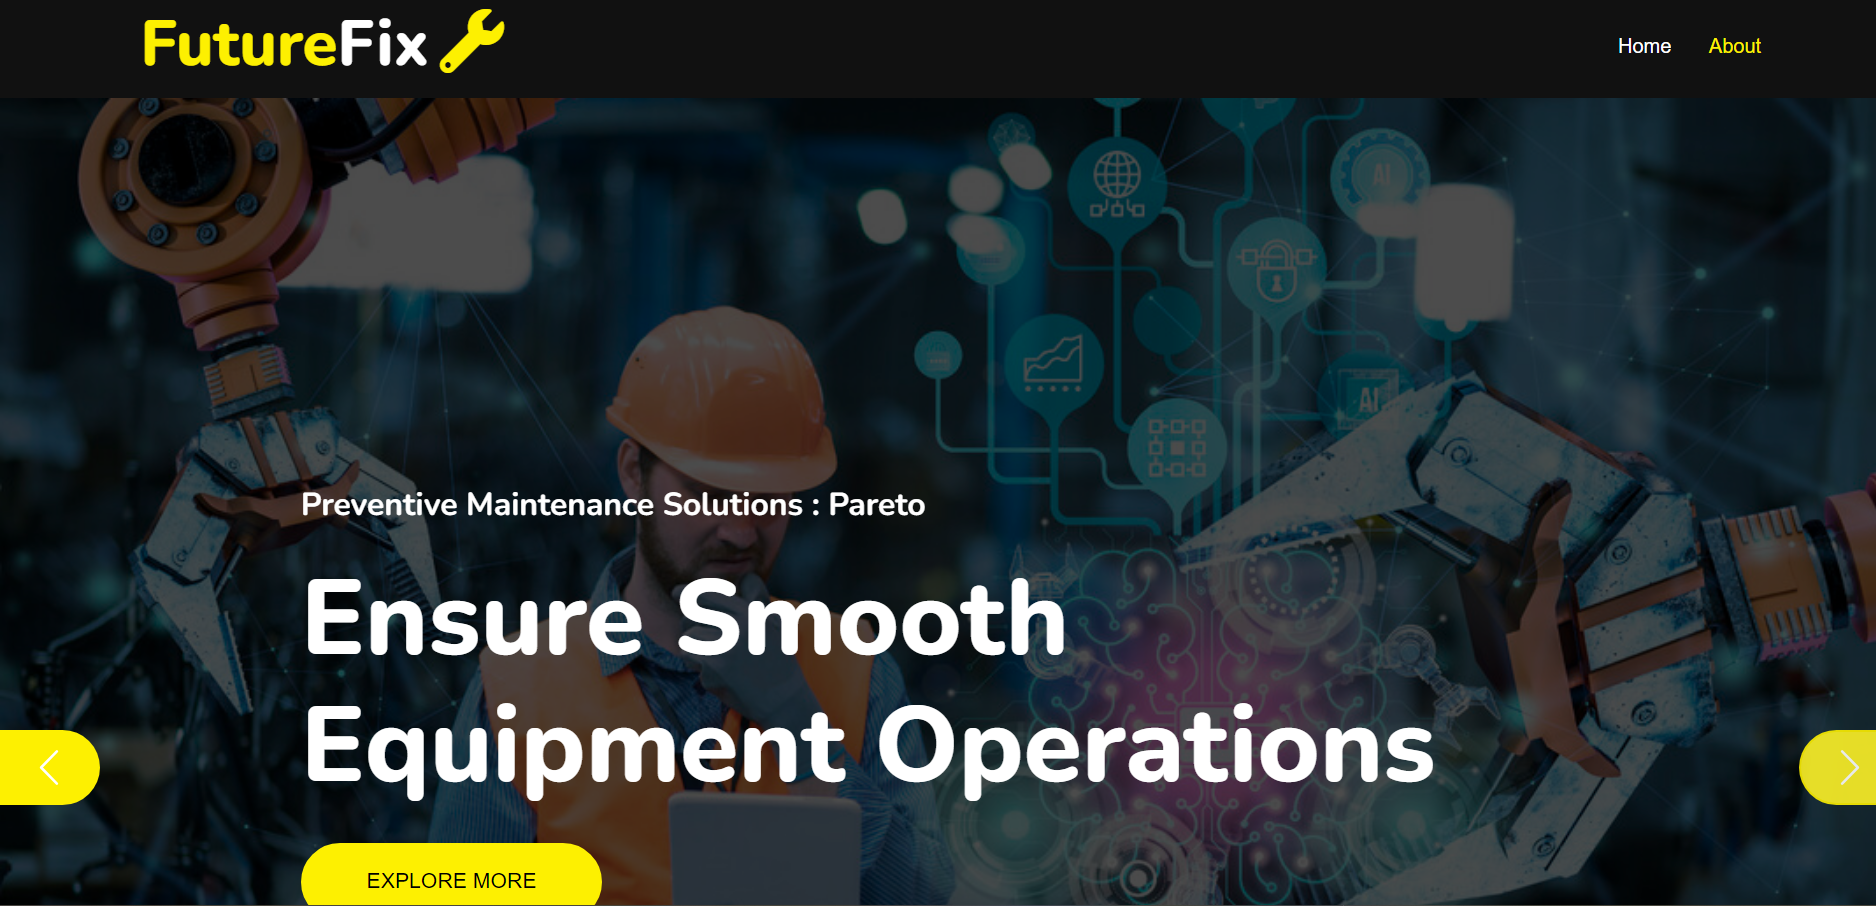 FutureFix
Home About
AI
Preventive Maintenance Solutions : Pareto
AI
Ensure Smooth
Equipment Operations
EXPLORE MORE